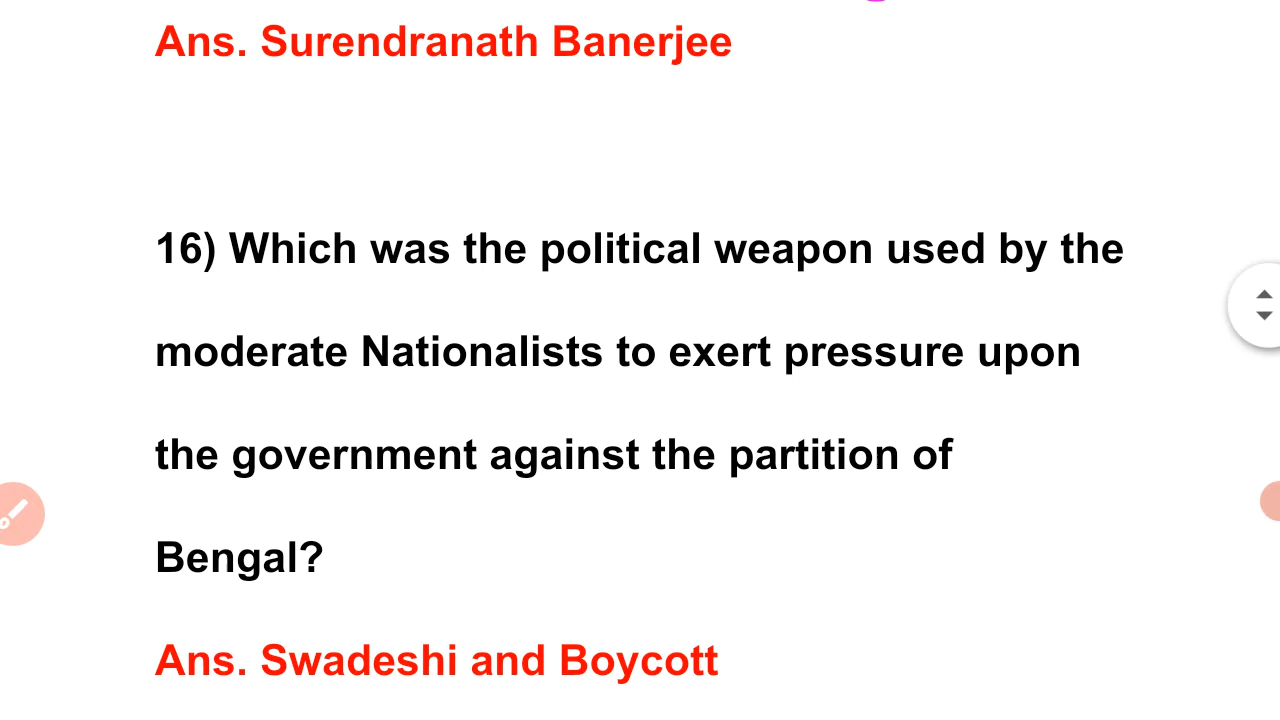 Ans. Surendranath Banerjee
16) Which was the political weapon used by the
moderate Nationalists to exert pressure upon
the government against the partition of
Bengal?
Ans. Swadeshi and Boycott